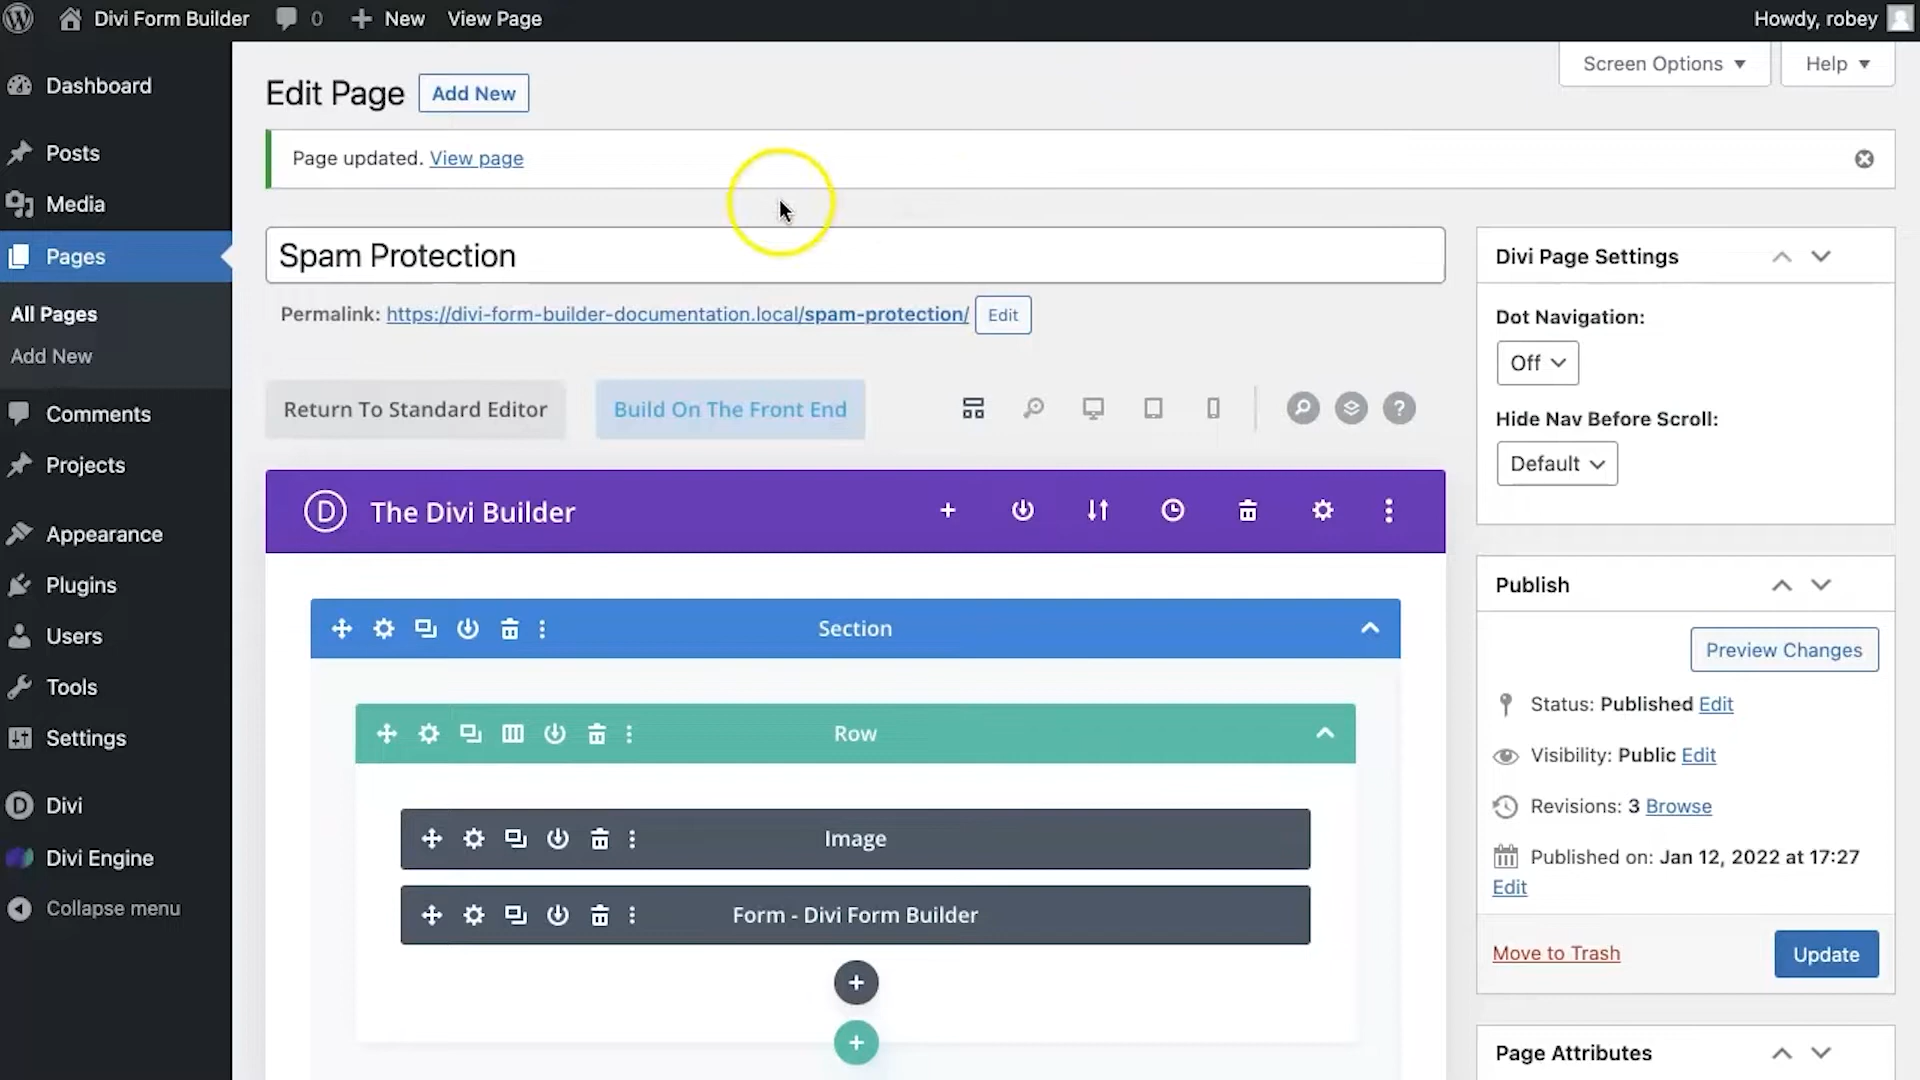 Divi Form Builder 0 New View Page Howdy, robey
Dashboard
Posts
Media
Pages
All Pages
Add New
Comments
Projects
Appearance
Plugins
Users
Tools
Settings
Divi
Divi Engine
Collapse menu
Screen Options Help
Edit Page Add New
Page updated. View page
Spam Protection
Permalink: https://divi-form-builder-documentation.local/spam-protection/ Edit
Return To Standard Editor Build On The Front End
The Divi Builder
Section
Row
Image
Form - Divi Form Builder
Divi Page Settings
Dot Navigation:
Off
Hide Nav Before Scroll:
Default
Publish
Preview Changes
Status: Published Edit
Visibility: Public Edit
Revisions: 3 Browse
Published on: Jan 12, 2022 at 17:27
Edit
Move to Trash Update
Page Attributes